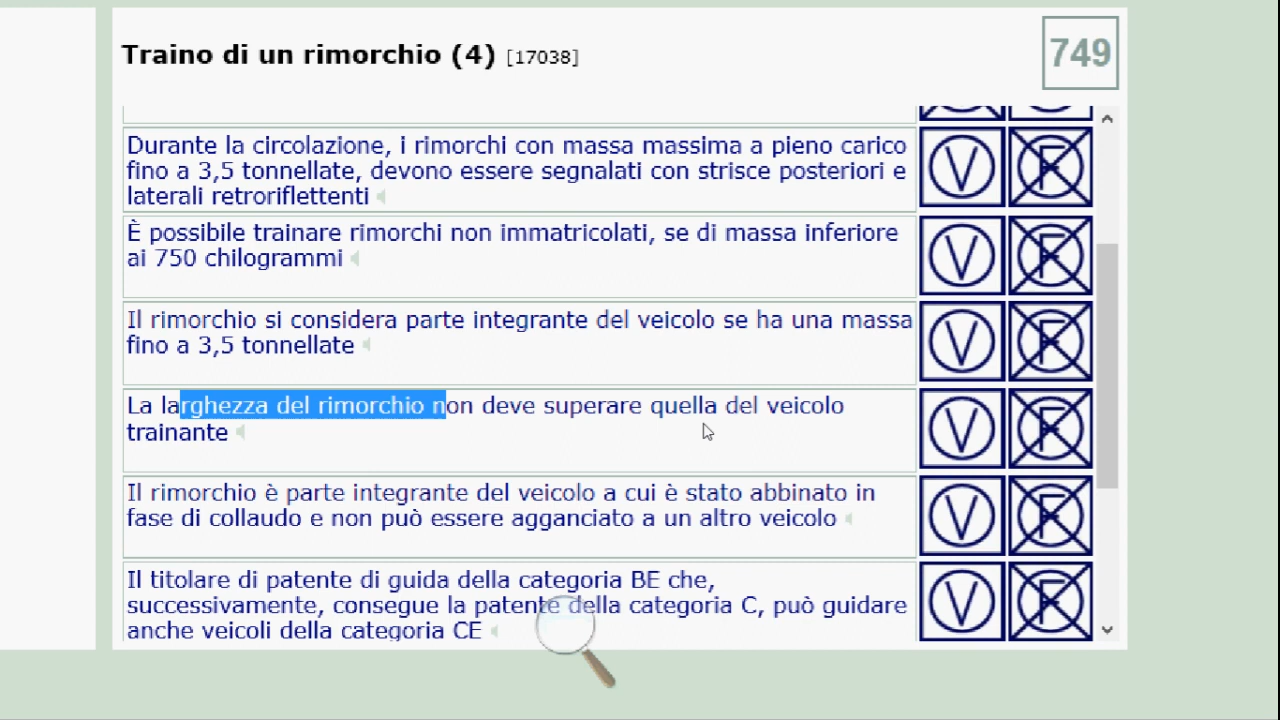 Traino di un rimorchio (4) [17038]
749
Durante la circolazione, i rimorchi con massa massima a pieno carico
fino a 3,5 tonnellate, devono essere segnalati con strisce posteriori e
laterali retroriflettenti
V F
È possibile trainare rimorchi non immatricolati, se di massa inferiore
ai 750 chilogrammi
V F
Il rimorchio si considera parte integrante del veicolo se ha una massa
fino a 3,5 tonnellate
V F
La larghezza del rimorchio non deve superare quella del veicolo
trainante
V F
Il rimorchio è parte integrante del veicolo a cui è stato abbinato in
fase di collaudo e non può essere agganciato a un altro veicolo
V F
Il titolare di patente di guida della categoria BE che,
successivamente, consegue la patente della categoria C, può guidare
anche veicoli della categoria CE
V F